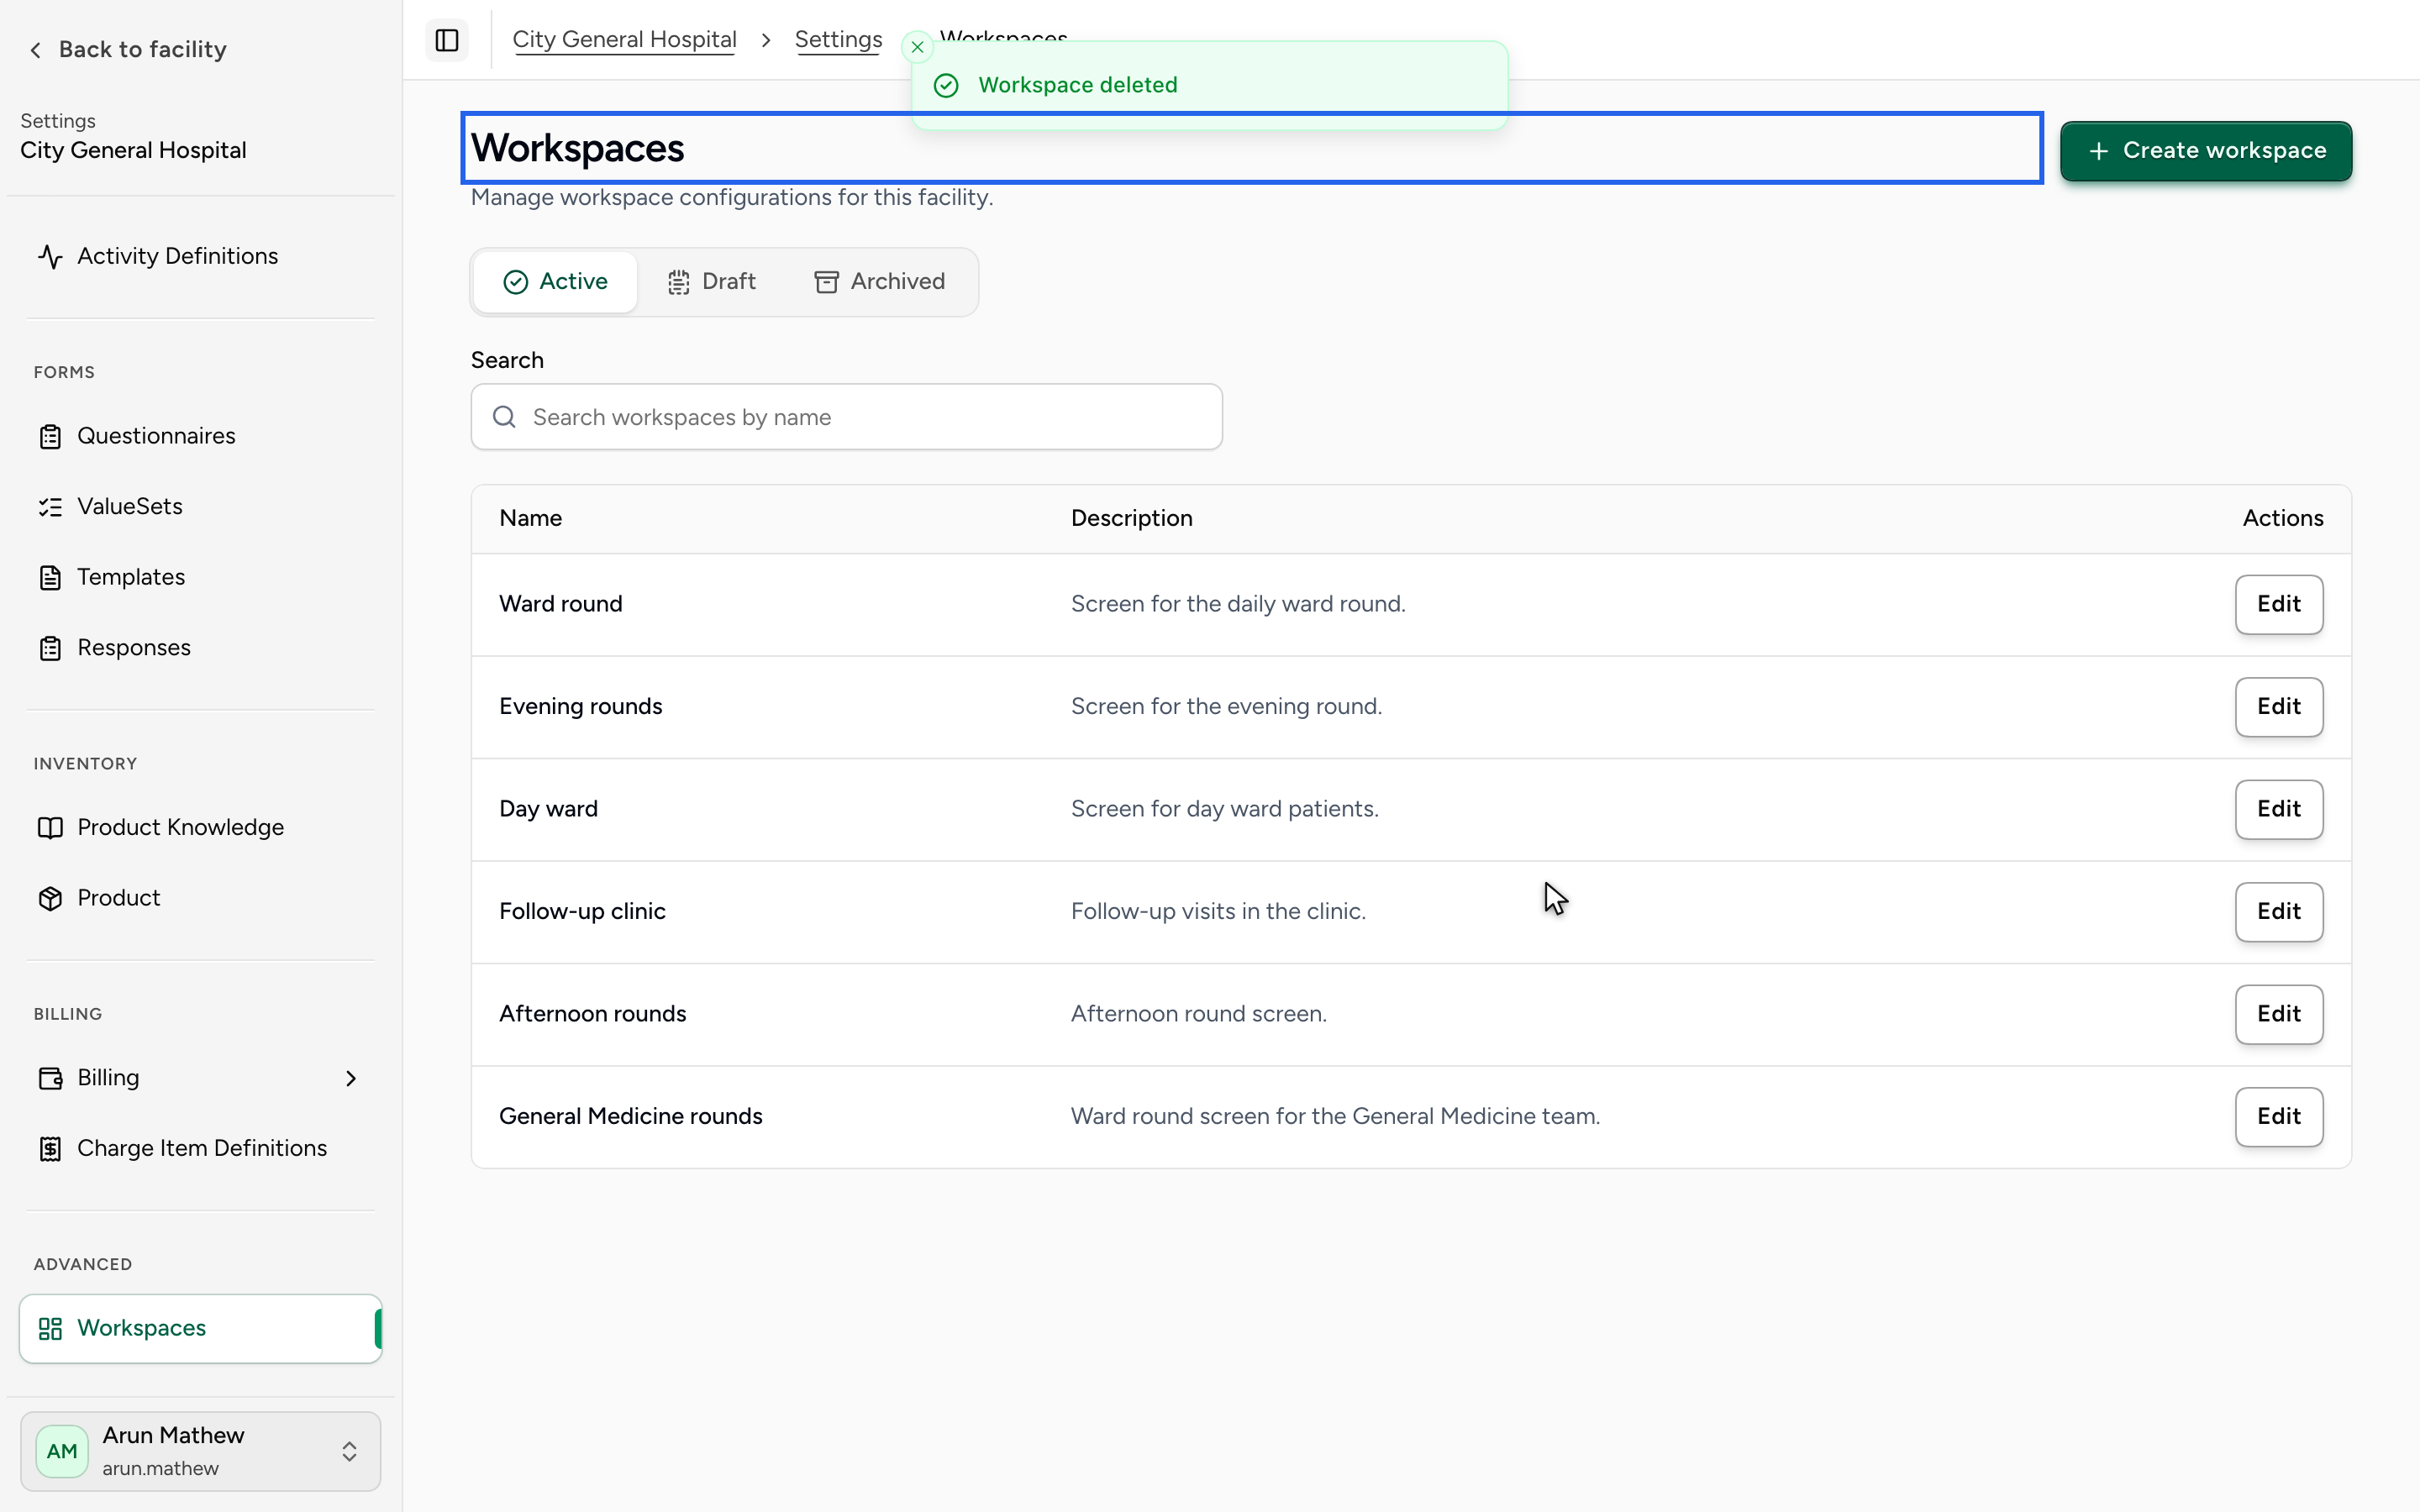 Back to facility
Settings
City General Hospital
Activity Definitions
FORMS
Questionnaires
ValueSets
Templates
Responses
INVENTORY
Product Knowledge
Product
BILLING
Billing
Charge Item Definitions
ADVANCED
Workspaces
AM
Arun Mathew
arun.mathew
City General Hospital > Settings
Workspaces
Workspace deleted
Workspaces
Create workspace
Manage workspace configurations for this facility.
Active Draft Archived
Search
Search workspaces by name
Name Description Actions
Ward round Screen for the daily ward round. Edit
Evening rounds Screen for the evening round. Edit
Day ward Screen for day ward patients. Edit
Follow-up clinic Follow-up visits in the clinic. Edit
Afternoon rounds Afternoon round screen. Edit
General Medicine rounds Ward round screen for the General Medicine team. Edit